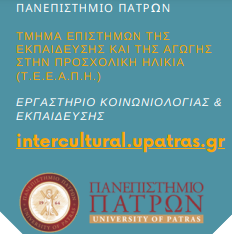 ΠΑΝΕΠΙΣΤΗΜΙΟ ΠΑΤΡΩΝ
ΤΜΗΜΑ ΕΠΙΣΤΗΜΩΝ ΤΗΣ
ΕΚΠΑΙΔΕΥΣΗΣ ΚΑΙ ΤΗΣ ΑΓΩΓΗΣ
ΣΤΗΝ ΠΡΟΣΧΟΛΙΚΗ ΗΛΙΚΙΑ
(Τ.Ε.Ε.Α.Π.Η.)
ΕΡΓΑΣΤΗΡΙΟ ΚΟΙΝΩΝΙΟΛΟΓΙΑΣ &
ΕΚΠΑΙΔΕΥΣΗΣ
intercultural.upatras.gr
ΠΑΝΕΠΙΣΤΗΜΙΟ
ΠΑΤΡΩΝ
UNIVERSITY OF PATRAS